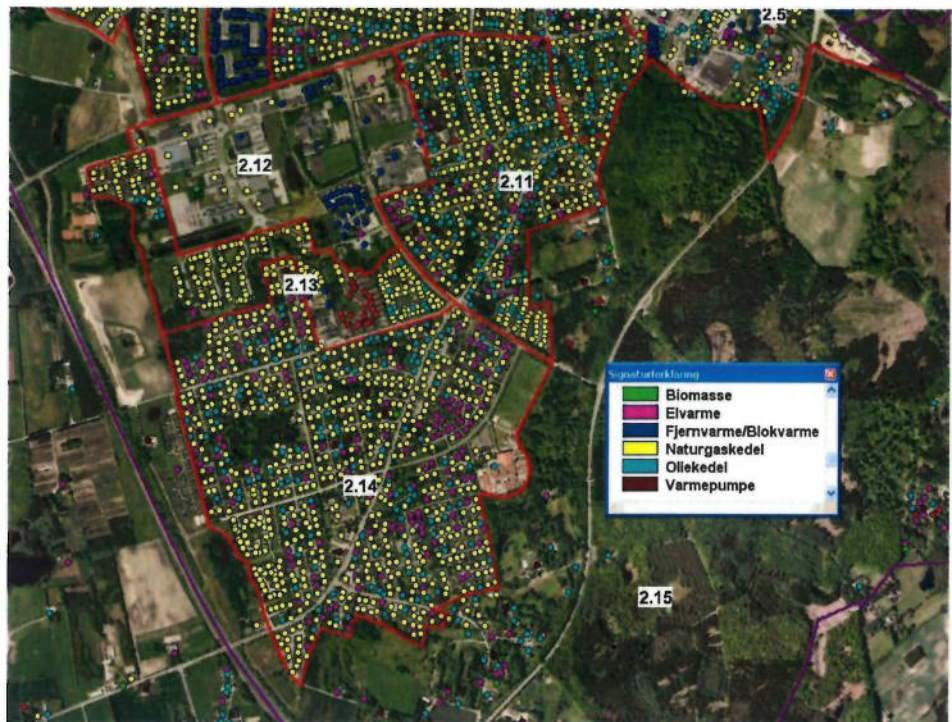 2.5
2.12
2.11
2.13
Signaturforklaring
Biomasse
Elvarme
Fjernvarme/Blokvarme
Naturgaskedel
Oliekedel
Varmepumpe
2.14
2.15